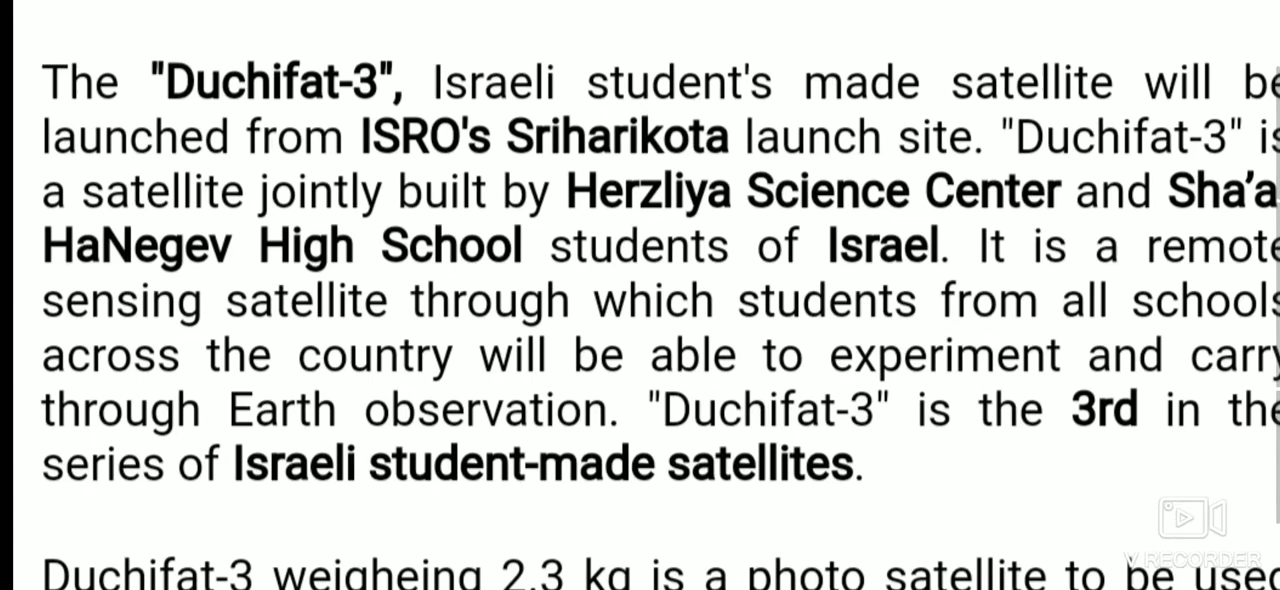 The "Duchifat-3", Israeli student's made satellite will be
launched from ISRO's Sriharikota launch site. "Duchifat-3" is
a satellite jointly built by Herzliya Science Center and Sha'a
HaNegev High School students of Israel. It is a remote
sensing satellite through which students from all schools
across the country will be able to experiment and carry
through Earth observation. "Duchifat-3" is the 3rd in the
series of Israeli student-made satellites.
V RECORDER
Duchifat-3 weigheing 2.3 kg is a photo satellite to be used